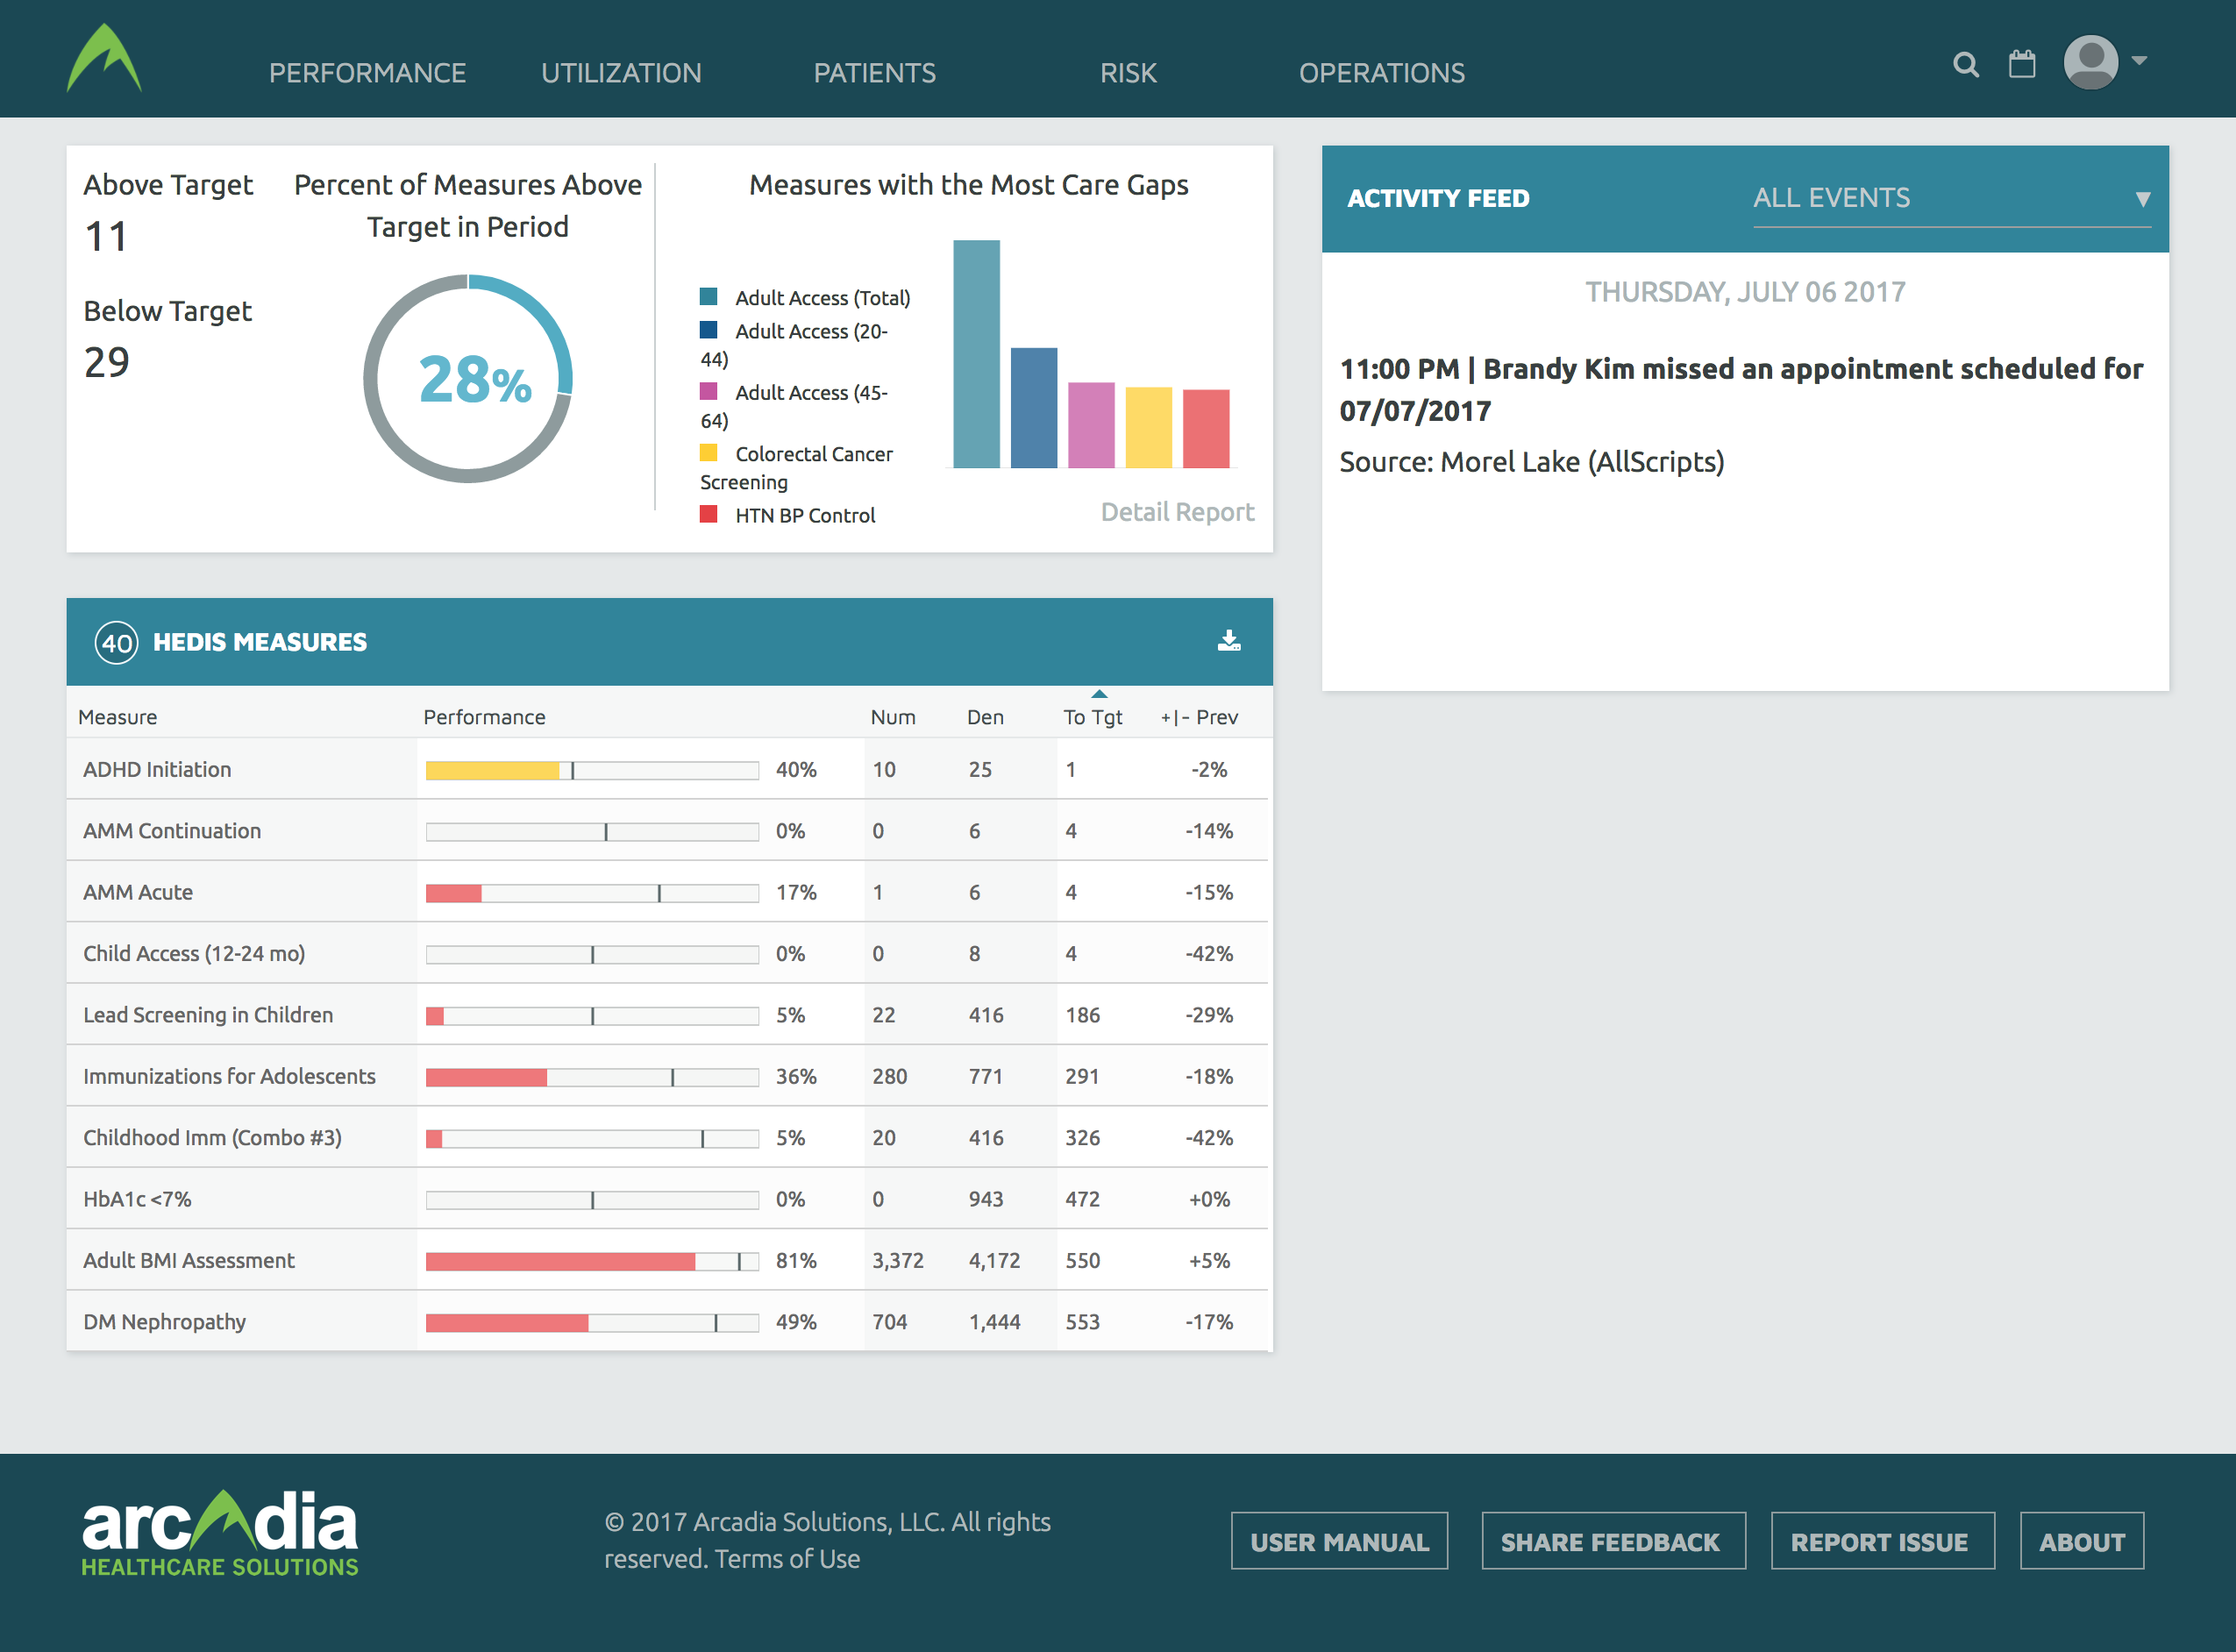 PERFORMANCE UTILIZATION PATIENTS RISK OPERATIONS
Above Target
11
Below Target
29
Percent of Measures Above
Target in Period
28%
Measures with the Most Care Gaps
Adult Access (Total)
Adult Access (20-
44)
Adult Access (45-
64)
Colorectal Cancer
Screening
HTN BP Control
Detail Report
ACTIVITY FEED ALL EVENTS
THURSDAY, JULY 06 2017
11:00 PM | Brandy Kim missed an appointment scheduled for
07/07/2017
Source: Morel Lake (AllScripts)
40 HEDIS MEASURES
Measure Performance Num Den To Tgt +|- Prev
ADHD Initiation 40% 10 25 1 -2%
AMM Continuation 0% 0 6 4 -14%
AMM Acute 17% 1 6 4 -15%
Child Access (12-24 mo) 0% 0 8 4 -42%
Lead Screening in Children 5% 22 416 186 -29%
Immunizations for Adolescents 36% 280 771 291 -18%
Childhood Imm (Combo #3) 5% 20 416 326 -42%
HbA1c <7% 0% 0 943 472 +0%
Adult BMI Assessment 81% 3,372 4,172 550 +5%
DM Nephropathy 49% 704 1,444 553 -17%
arcadia
HEALTHCARE SOLUTIONS
© 2017 Arcadia Solutions, LLC. All rights
reserved. Terms of Use
USER MANUAL SHARE FEEDBACK REPORT ISSUE ABOUT